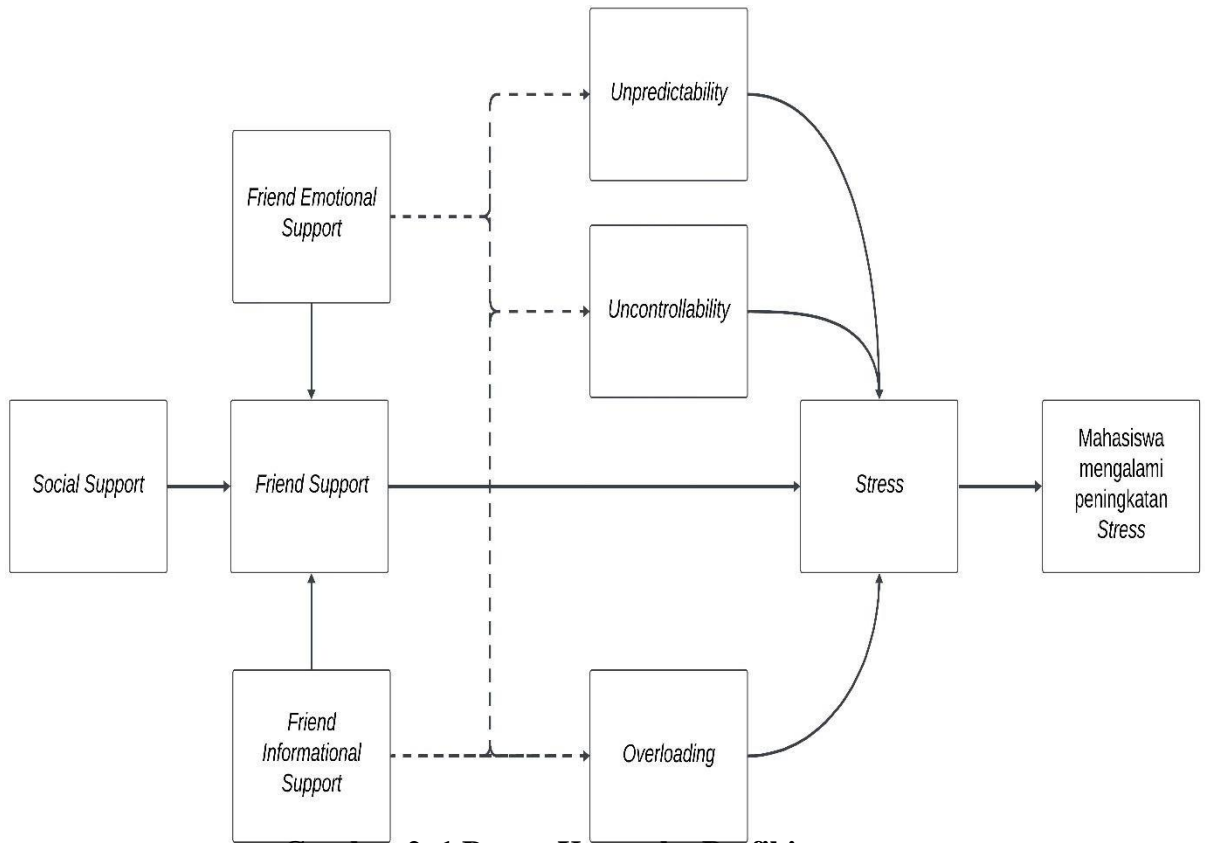 Unpredictability
Friend Emotional
Support
Uncontrollability
Social Support
Friend Support
Stress
Mahasiswa
mengalami
peningkatan
Stress
Friend
Informational
Support
Overloading